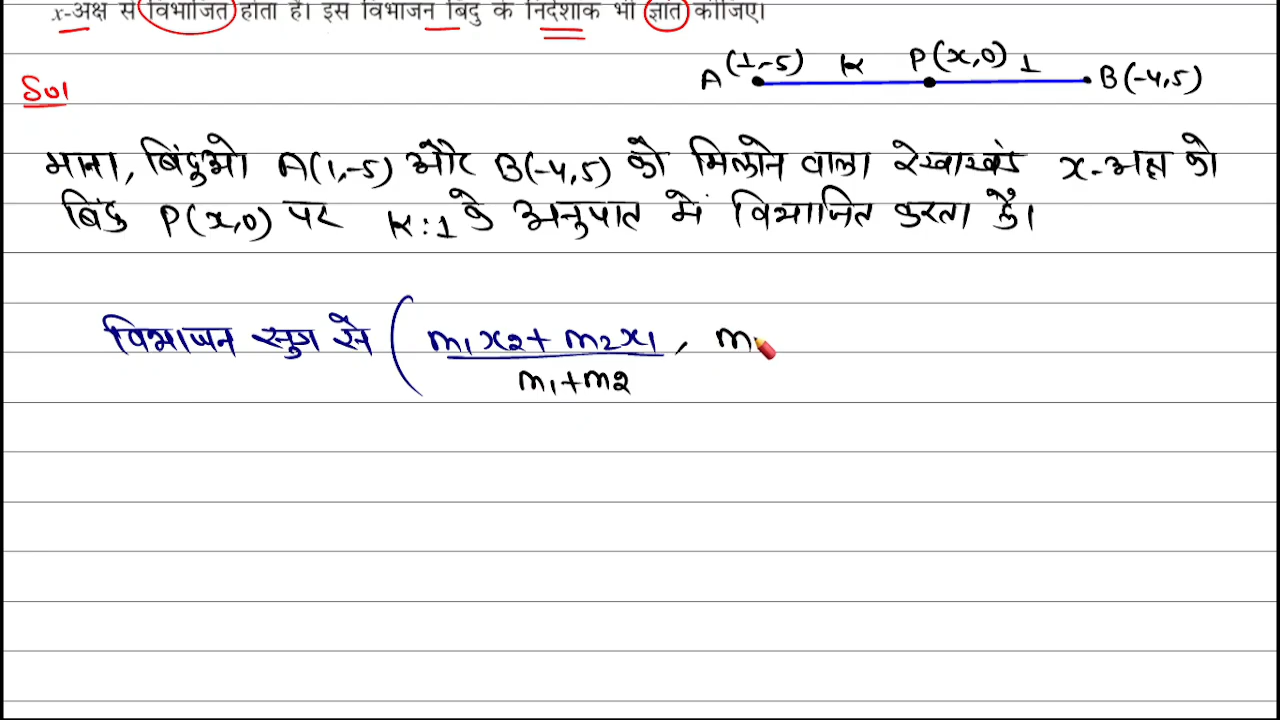 x-अक्ष से विभाजित होता है। इस विभाजन बिंदु के निर्देशांक भी ज्ञात कीजिए।
A (1,-5) K P(x,0) 1 B(-4,5)
Sol
माना, बिंदुओ A(1,-5) और B(-4,5) को मिलाने वाला रेखाखंड x-अक्ष को
बिंदु P(x,0) पर K:1 के अनुपात में विभाजित करता है।
विभाजन सुत्र से ( m1x2+m2x1 , m1
m1+m2